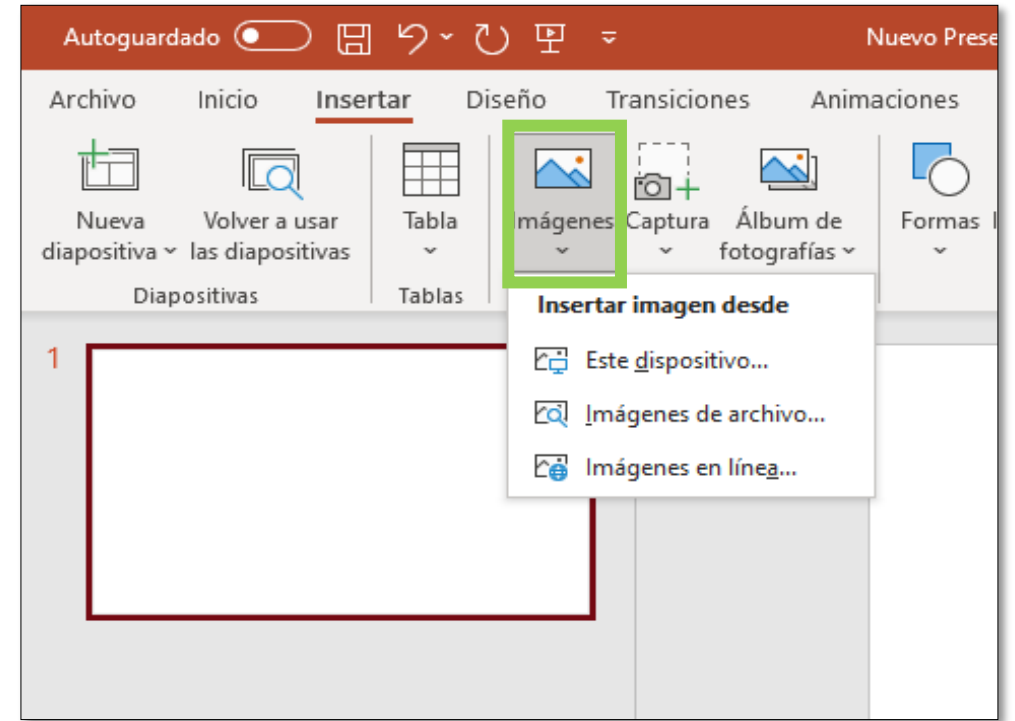 Autoguardado
Nuevo Prese
Archivo Inicio Insertar Diseño Transiciones Animaciones
Nueva diapositiva
Volver a usar las diapositivas
Tabla
Imágenes
Captura
Álbum de fotografías
Formas
Diapositivas
Tablas
Insertar imagen desde
Este dispositivo...
Imágenes de archivo...
Imágenes en línea...
1